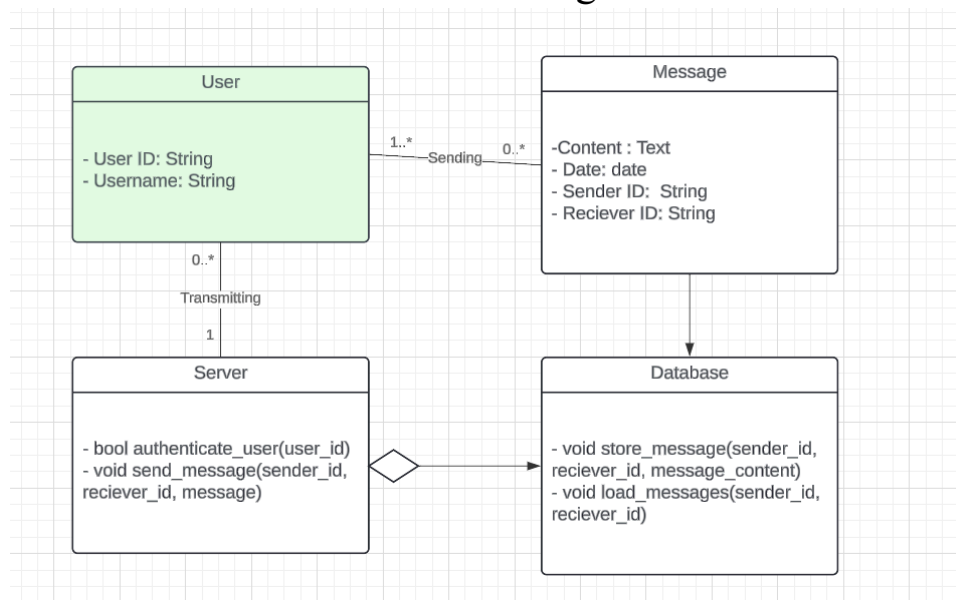 User
- User ID: String
- Username: String
1..*
Sending
0..*
Message
-Content : Text
- Date: date
- Sender ID:  String
- Reciever ID: String
0..*
Transmitting
1
Server
- bool authenticate_user(user_id)
- void send_message(sender_id,
reciever_id, message)
Database
- void store_message(sender_id,
reciever_id, message_content)
- void load_messages(sender_id,
reciever_id)